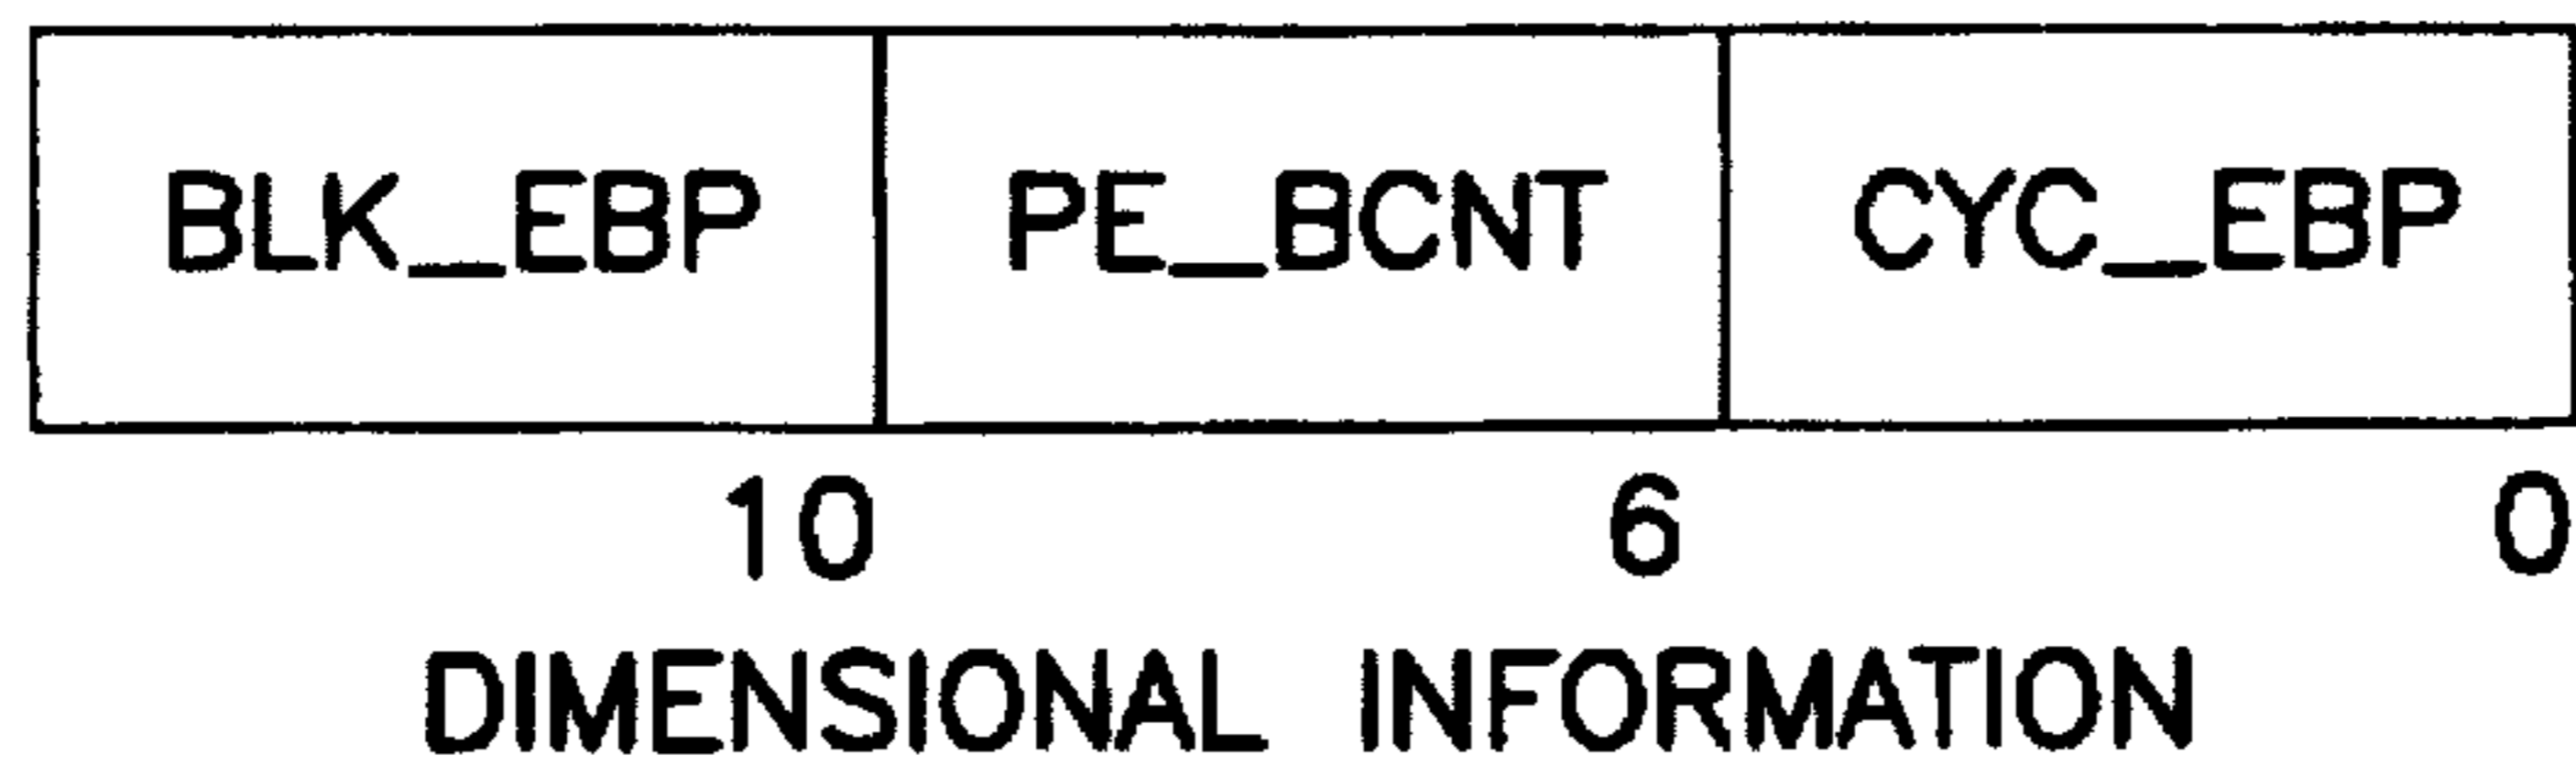 BLK_EBP PE_BCNT CYC_EBP
10 6 0
DIMENSIONAL INFORMATION